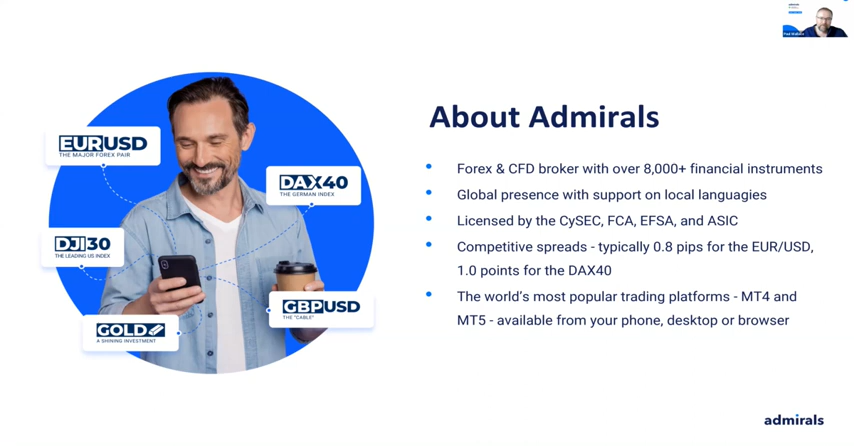 admirals
EURUSD
THE MAJOR FOREX PAIR
DAX40
THE GERMAN INDEX
DJI30
THE LEADING US INDEX
GBPUSD
THE "CABLE"
GOLD
A SHINING INVESTMENT
About Admirals
• Forex & CFD broker with over 8,000+ financial instruments
• Global presence with support on local languagies
• Licensed by the CySEC, FCA, EFSA, and ASIC
• Competitive spreads - typically 0.8 pips for the EUR/USD,
1.0 points for the DAX40
• The world's most popular trading platforms - MT4 and
MT5 - available from your phone, desktop or browser
admirals